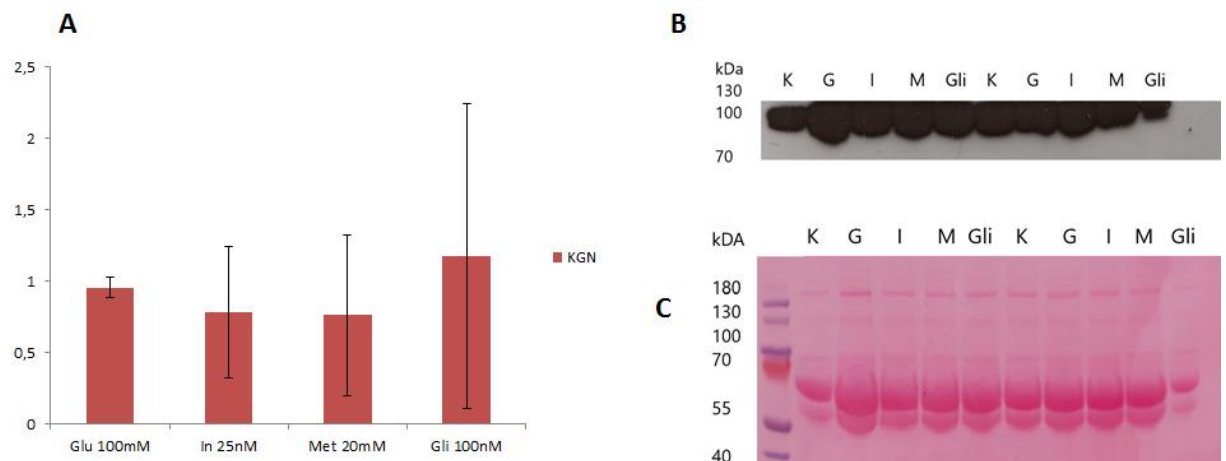 A
2,5
2
1,5
1
0,5
0
Glu 100mM In 25nM Met 20mM Gli 100nM
KGN
B
kDa K G I M Gli K G I M Gli
130
100
70
C
kDA K G I M Gli K G I M Gli
180
130
100
70
55
40